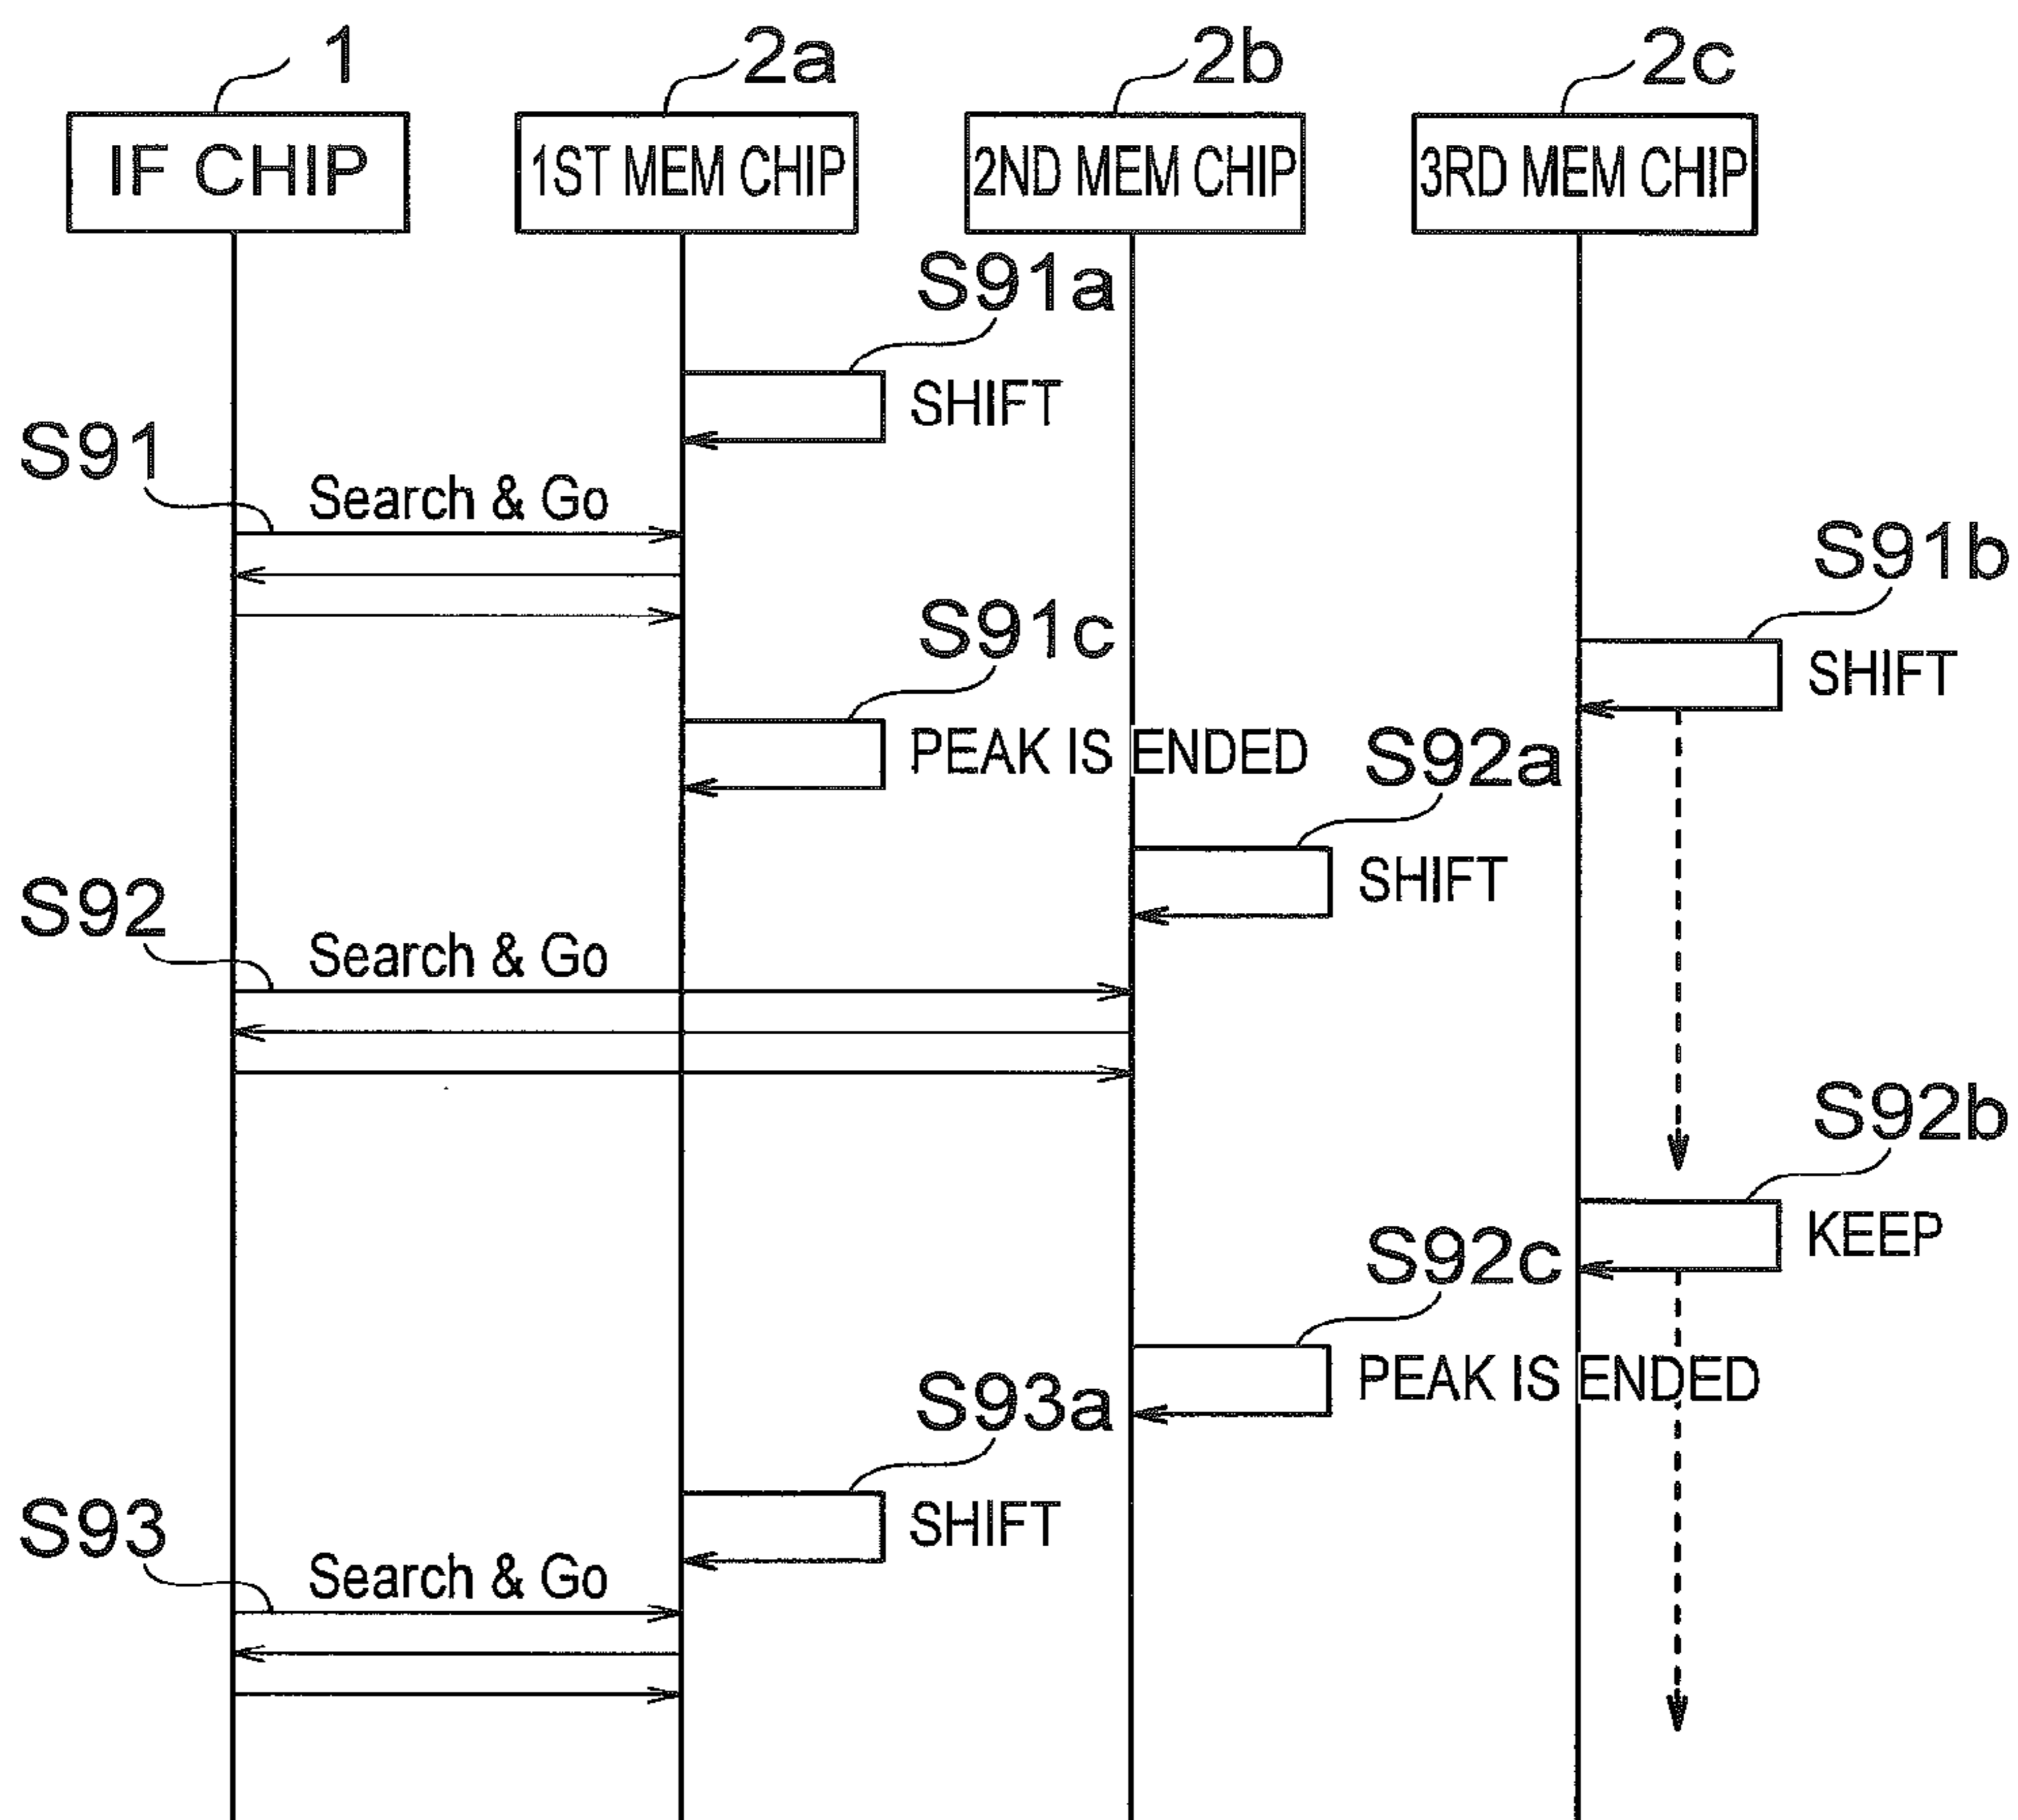 1
2a
2b
2c
IF CHIP
1ST MEM CHIP
2ND MEM CHIP
3RD MEM CHIP
S91a
SHIFT
S91
Search & Go
S91b
SHIFT
S91c
PEAK IS ENDED
S92a
SHIFT
S92
Search & Go
S92b
KEEP
S92c
PEAK IS ENDED
S93a
SHIFT
S93
Search & Go